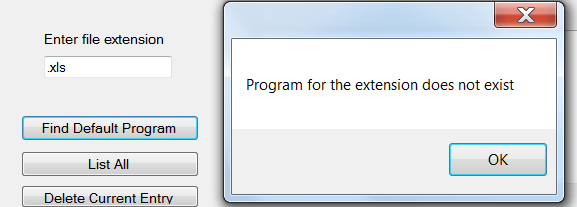 Enter file extension
.xls
Find Default Program
List All
Delete Current Entry
Program for the extension does not exist
OK